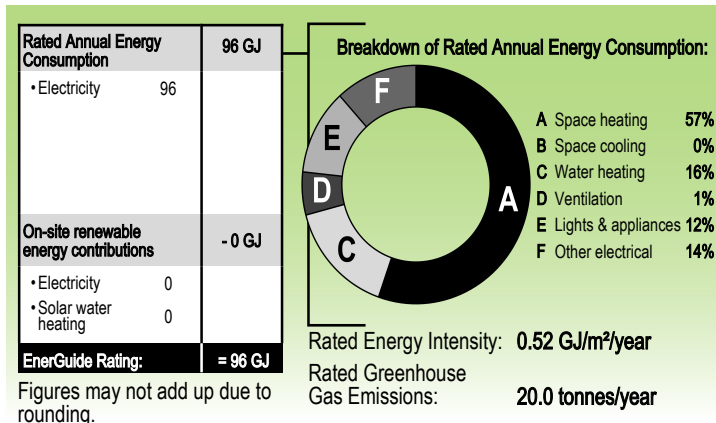 Rated Annual Energy
Consumption
96 GJ
• Electricity 96
On-site renewable
energy contributions
- 0 GJ
• Electricity 0
• Solar water
heating
0
EnerGuide Rating: = 96 GJ
Figures may not add up due to
rounding.
Breakdown of Rated Annual Energy Consumption:
F
E
D
C
A
A Space heating 57%
B Space cooling 0%
C Water heating 16%
D Ventilation 1%
E Lights & appliances 12%
F Other electrical 14%
Rated Energy Intensity: 0.52 GJ/m²/year
Rated Greenhouse
Gas Emissions: 20.0 tonnes/year